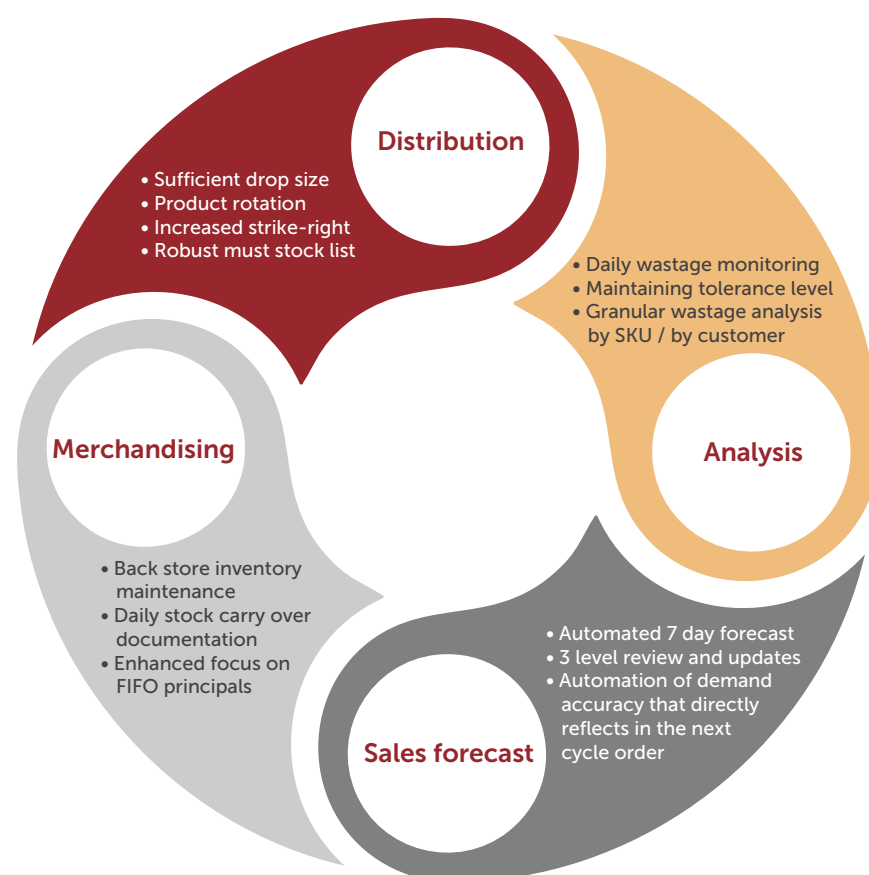 Distribution
• Sufficient drop size
• Product rotation
• Increased strike-right
• Robust must stock list
• Daily wastage monitoring
• Maintaining tolerance level
• Granular wastage analysis
by SKU / by customer
Analysis
Merchandising
• Back store inventory
maintenance
• Daily stock carry over
documentation
• Enhanced focus on
FIFO principals
• Automated 7 day forecast
• 3 level review and updates
• Automation of demand
accuracy that directly
reflects in the next
cycle order
Sales forecast